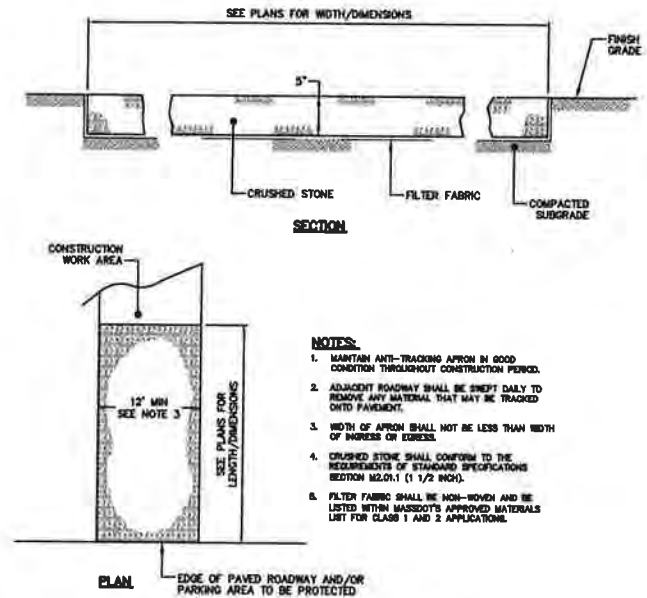 SEE PLANS FOR WIDTH/DIMENSIONS
FINISH
GRADE
5"
CRUSHED STONE
FILTER FABRIC
COMPACTED
SUBGRADE
SECTION
CONSTRUCTION
WORK AREA
12' MIN
SEE NOTE 3
SEE PLANS FOR
LENGTH/DIMENSIONS
NOTES:
1. MAINTAIN ANTI-TRACKING APRON IN GOOD
CONDITION THROUGHOUT CONSTRUCTION PERIOD.
2. ADJACENT ROADWAY SHALL BE SWEPT DAILY TO
REMOVE ANY MATERIAL THAT MAY BE TRACKED
ONTO PAVEMENT.
3. WIDTH OF APRON SHALL NOT BE LESS THAN WIDTH
OF INGRESS OR EGRESS.
4. CRUSHED STONE SHALL CONFORM TO THE
REQUIREMENTS OF STANDARD SPECIFICATIONS
SECTION M2.01.1 (1 1/2 INCH).
5. FILTER FABRIC SHALL BE NON-WOVEN AND BE
LISTED WITHIN MASSDOT'S APPROVED MATERIALS
LIST FOR CLASS 1 AND 2 APPLICATIONS.
PLAN
EDGE OF PAVED ROADWAY AND/OR
PARKING AREA TO BE PROTECTED